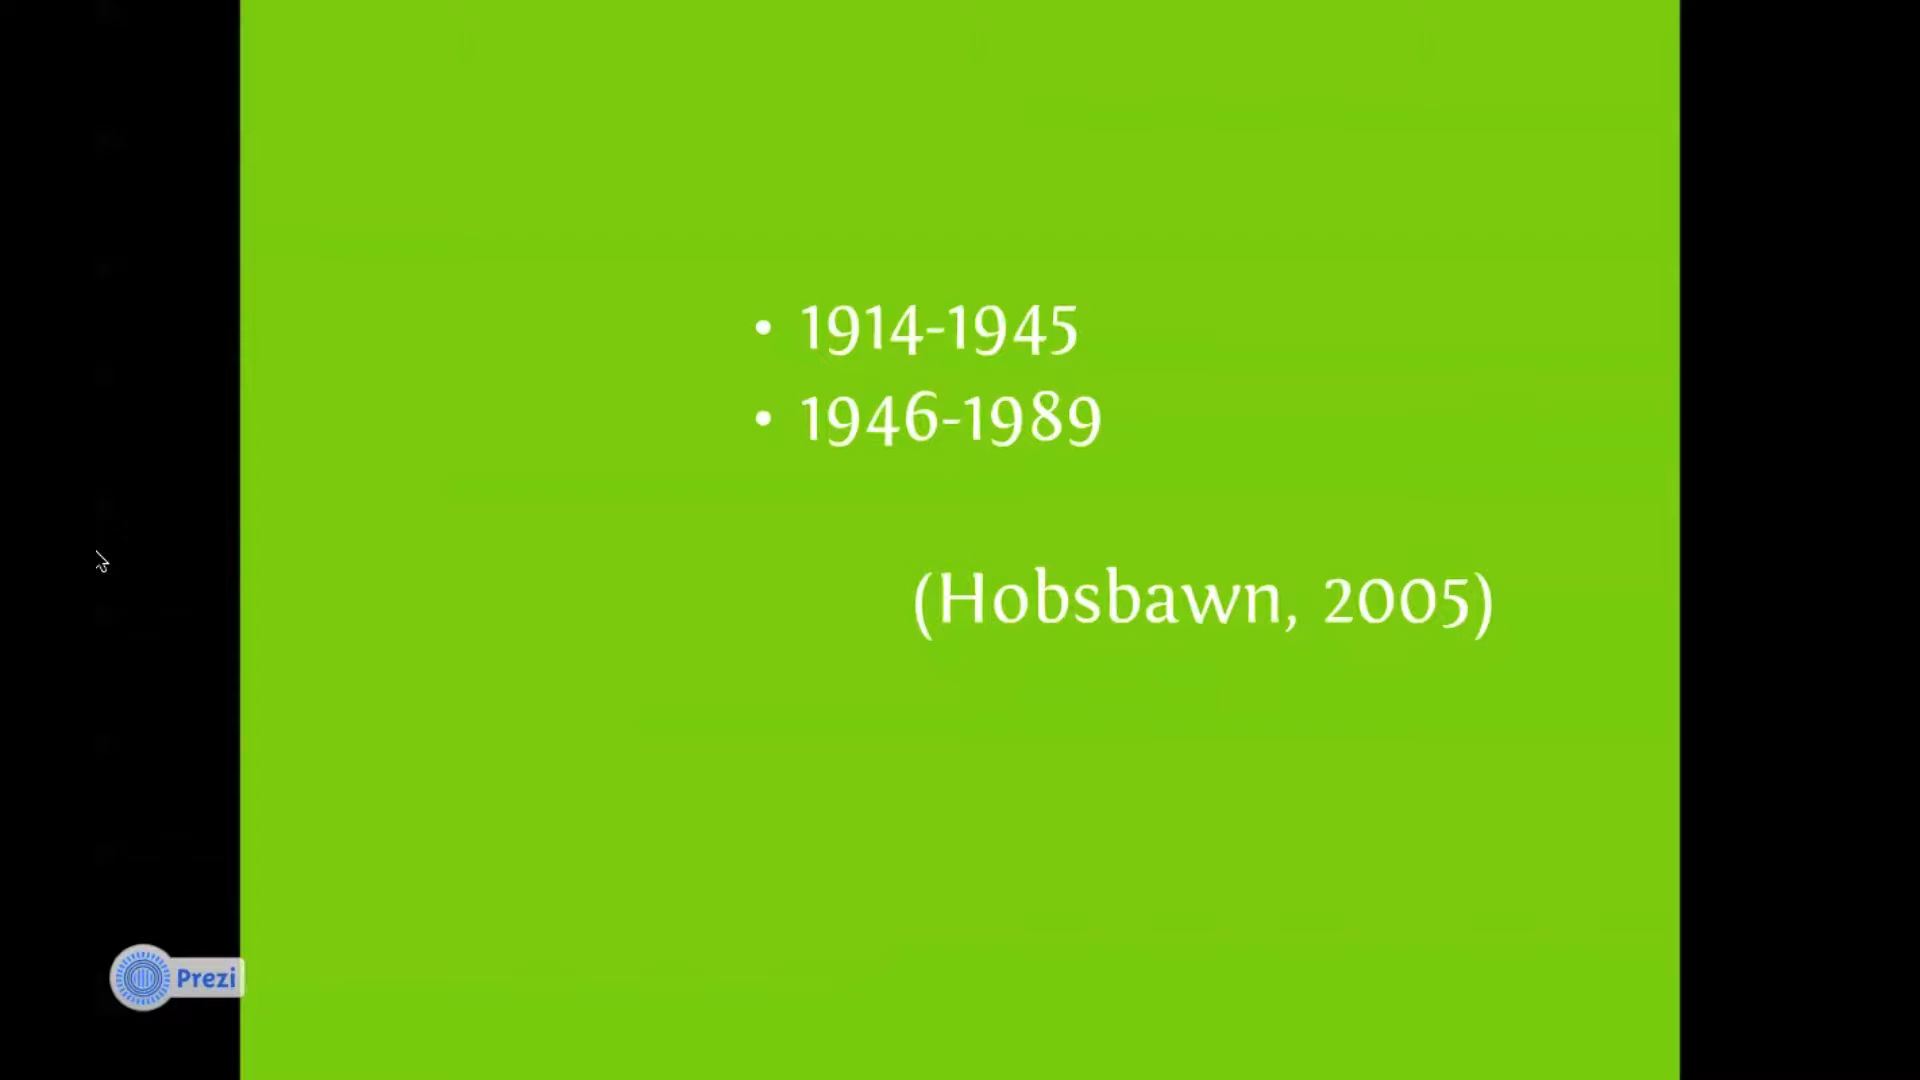 • 1914-1945
• 1946-1989
(Hobsbawn, 2005)
Prezi